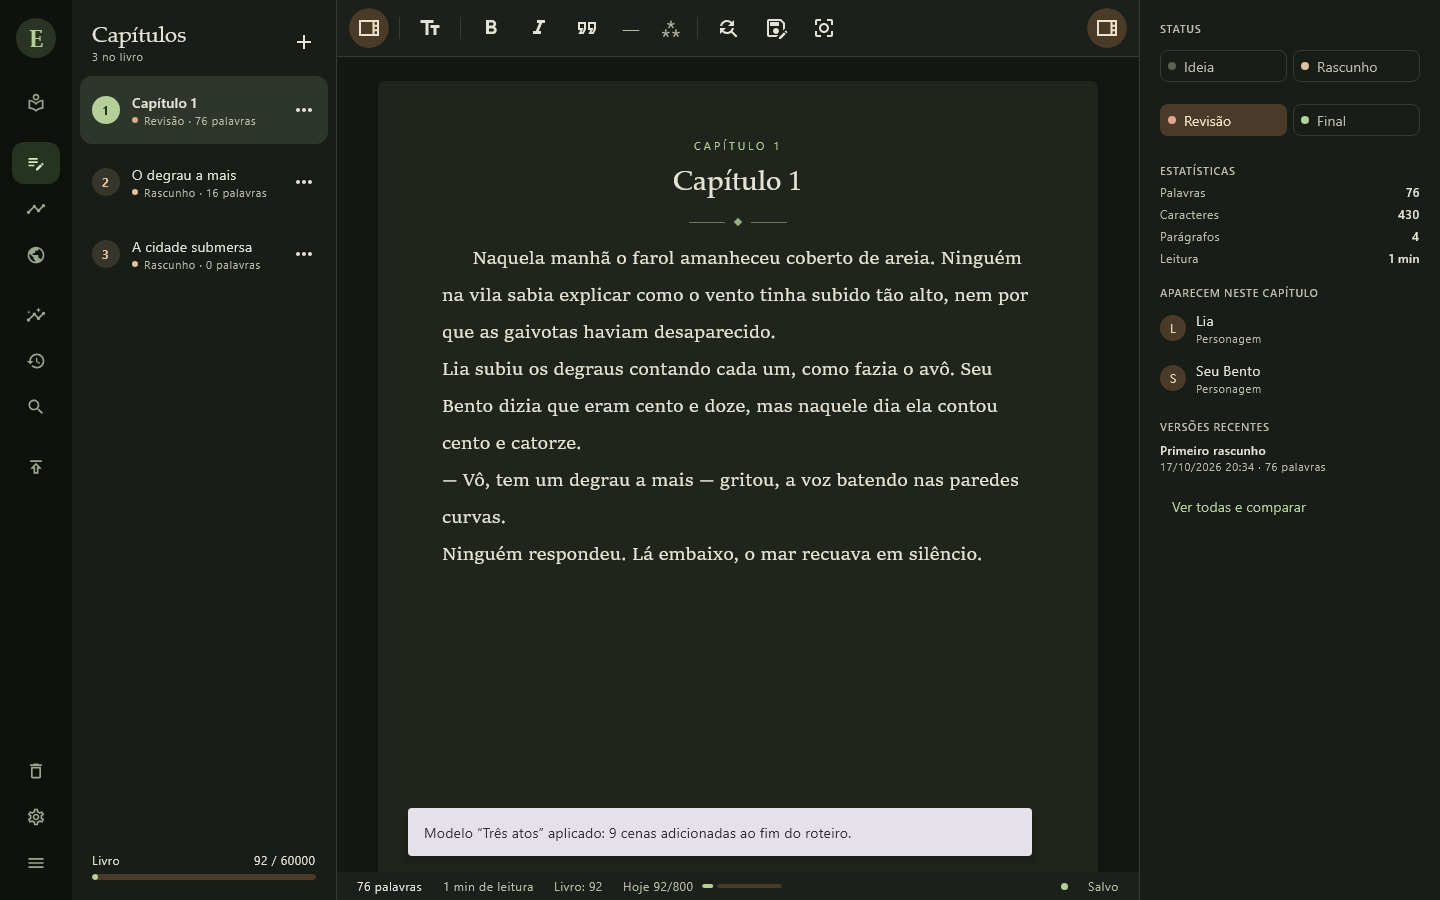 E
Capítulos
3 no livro
1
Capítulo 1
Revisão · 76 palavras
2
O degrau a mais
Rascunho · 16 palavras
3
A cidade submersa
Rascunho · 0 palavras
Livro 92 / 60000
CAPÍTULO 1
Capítulo 1
Naquela manhã o farol amanheceu coberto de areia. Ninguém
na vila sabia explicar como o vento tinha subido tão alto, nem por
que as gaivotas haviam desaparecido.
Lia subiu os degraus contando cada um, como fazia o avô. Seu
Bento dizia que eram cento e doze, mas naquele dia ela contou
cento e catorze.
— Vô, tem um degrau a mais — gritou, a voz batendo nas paredes
curvas.
Ninguém respondeu. Lá embaixo, o mar recuava em silêncio.
Modelo “Três atos” aplicado: 9 cenas adicionadas ao fim do roteiro.
76 palavras 1 min de leitura Livro: 92 Hoje 92/800 Salvo
STATUS
Ideia Rascunho
Revisão Final
ESTATÍSTICAS
Palavras 76
Caracteres 430
Parágrafos 4
Leitura 1 min
APARECEM NESTE CAPÍTULO
L
Lia
Personagem
S
Seu Bento
Personagem
VERSÕES RECENTES
Primeiro rascunho
17/10/2026 20:34 · 76 palavras
Ver todas e comparar